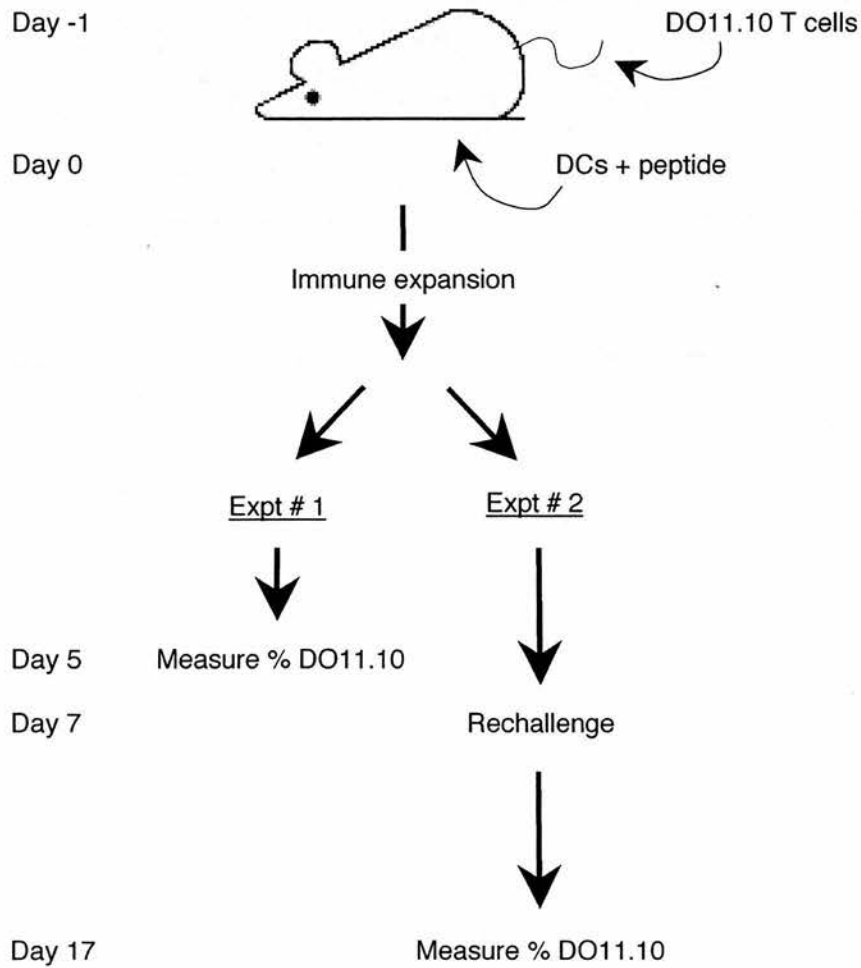 Day -1 DO11.10 T cells
Day 0 DCs + peptide
Immune expansion
Expt # 1 Expt # 2
Day 5 Measure % DO11.10
Day 7 Rechallenge
Day 17 Measure % DO11.10